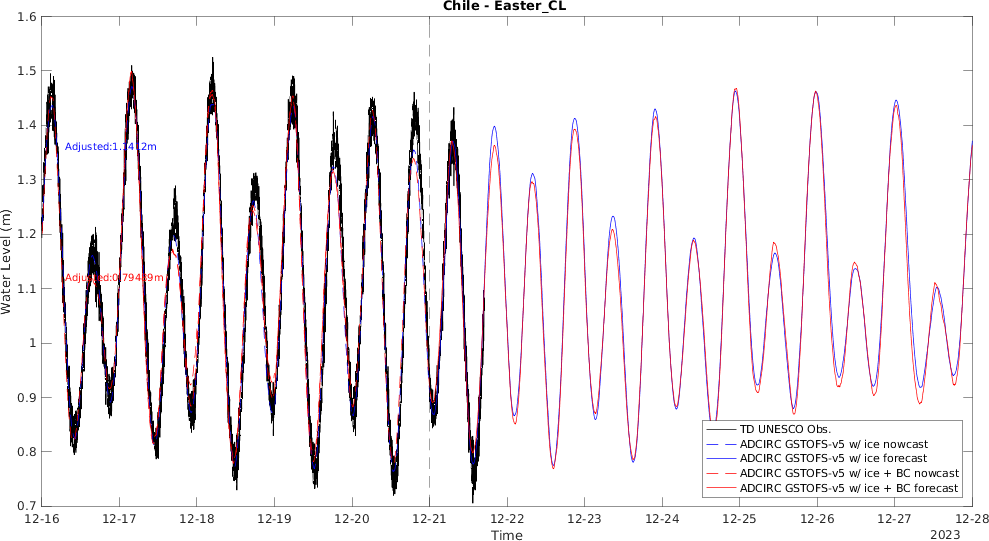 Chile - Easter_CL
1.6
1.5
1.4
1.3
1.2
1.1
1
0.9
0.8
0.7
Water Level (m)
Adjusted:1.1412m
Adjusted:0.79489m
TD UNESCO Obs.
ADCIRC GSTOFS-v5 w/ ice nowcast
ADCIRC GSTOFS-v5 w/ ice forecast
ADCIRC GSTOFS-v5 w/ ice + BC nowcast
ADCIRC GSTOFS-v5 w/ ice + BC forecast
12-16 12-17 12-18 12-19 12-20 12-21 12-22 12-23 12-24 12-25 12-26 12-27 12-28
Time
2023